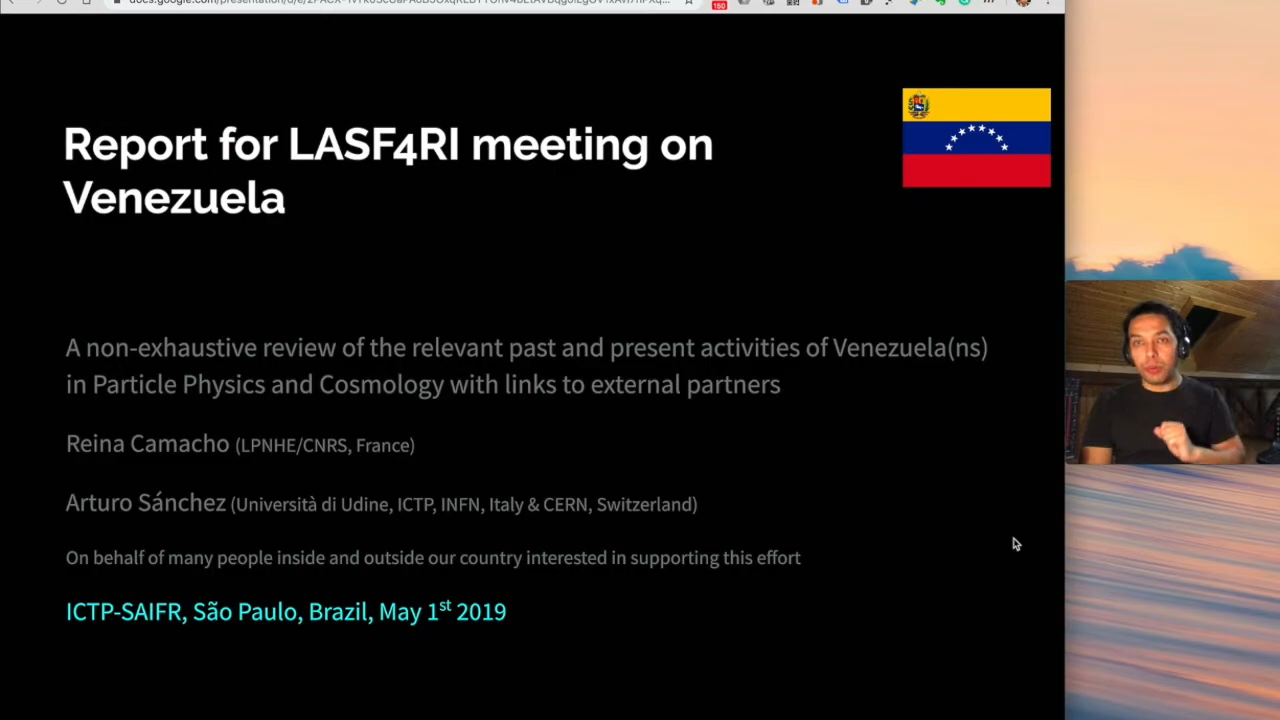 150
Report for LASF4RI meeting on
Venezuela
A non-exhaustive review of the relevant past and present activities of Venezuela(ns)
in Particle Physics and Cosmology with links to external partners
Reina Camacho (LPNHE/CNRS, France)
Arturo Sánchez (Università di Udine, ICTP, INFN, Italy & CERN, Switzerland)
On behalf of many people inside and outside our country interested in supporting this effort
ICTP-SAIFR, São Paulo, Brazil, May 1st 2019